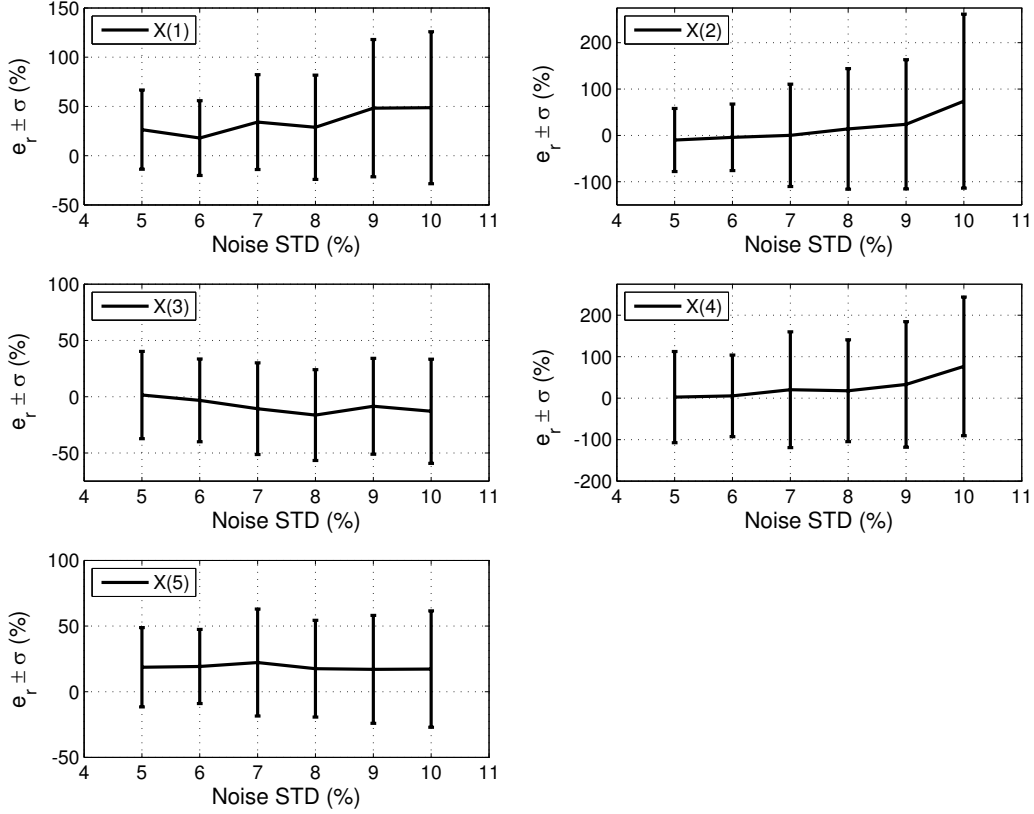 150
100
50
0
-50
e_r ± σ (%)
X(1)
4 5 6 7 8 9 10 11
Noise STD (%)
200
100
0
-100
e_r ± σ (%)
X(2)
4 5 6 7 8 9 10 11
Noise STD (%)
100
50
0
-50
e_r ± σ (%)
X(3)
4 5 6 7 8 9 10 11
Noise STD (%)
200
100
0
-100
-200
e_r ± σ (%)
X(4)
4 5 6 7 8 9 10 11
Noise STD (%)
100
50
0
-50
e_r ± σ (%)
X(5)
4 5 6 7 8 9 10 11
Noise STD (%)